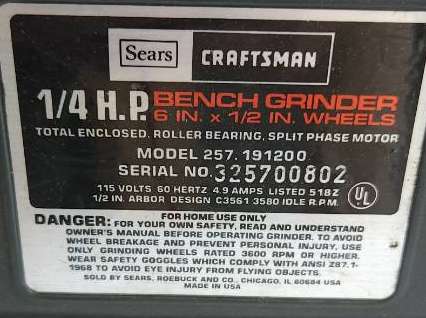 Sears CRAFTSMAN
1/4 H.P. BENCH GRINDER
6 IN. x 1/2 IN. WHEELS
TOTAL ENCLOSED, ROLLER BEARING, SPLIT PHASE MOTOR
MODEL 257.191200
SERIAL NO. 325700802
115 VOLTS 60 HERTZ 4.9 AMPS LISTED 518Z
1/2 IN. ARBOR DESIGN C3561 3580 IDLE R.P.M.
UL
FOR HOME USE ONLY
DANGER: FOR YOUR OWN SAFETY, READ AND UNDERSTAND
OWNER'S MANUAL BEFORE OPERATING GRINDER. TO AVOID
WHEEL BREAKAGE AND PREVENT PERSONAL INJURY, USE
ONLY GRINDING WHEELS RATED 3600 RPM OR HIGHER.
WEAR SAFETY GOGGLES WHICH COMPLY WITH ANSI Z87.1-
1968 TO AVOID EYE INJURY FROM FLYING OBJECTS.
SOLD BY SEARS, ROEBUCK AND CO., CHICAGO, IL 60684 USA
MADE IN USA